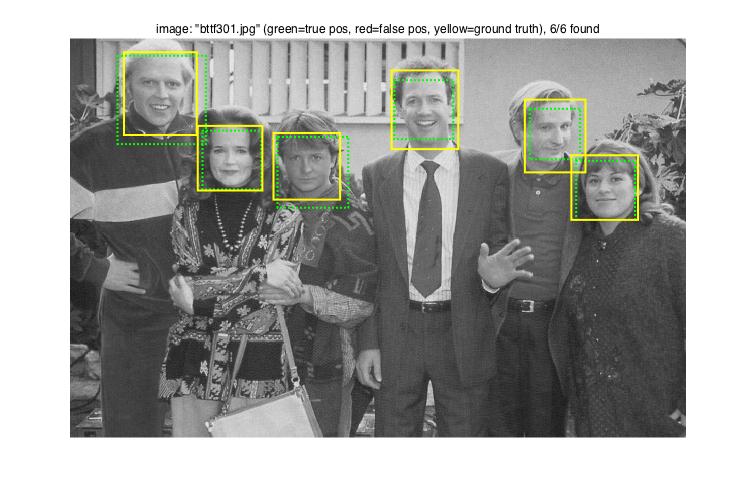 image: "bttf301.jpg" (green=true pos, red=false pos, yellow=ground truth), 6/6 found